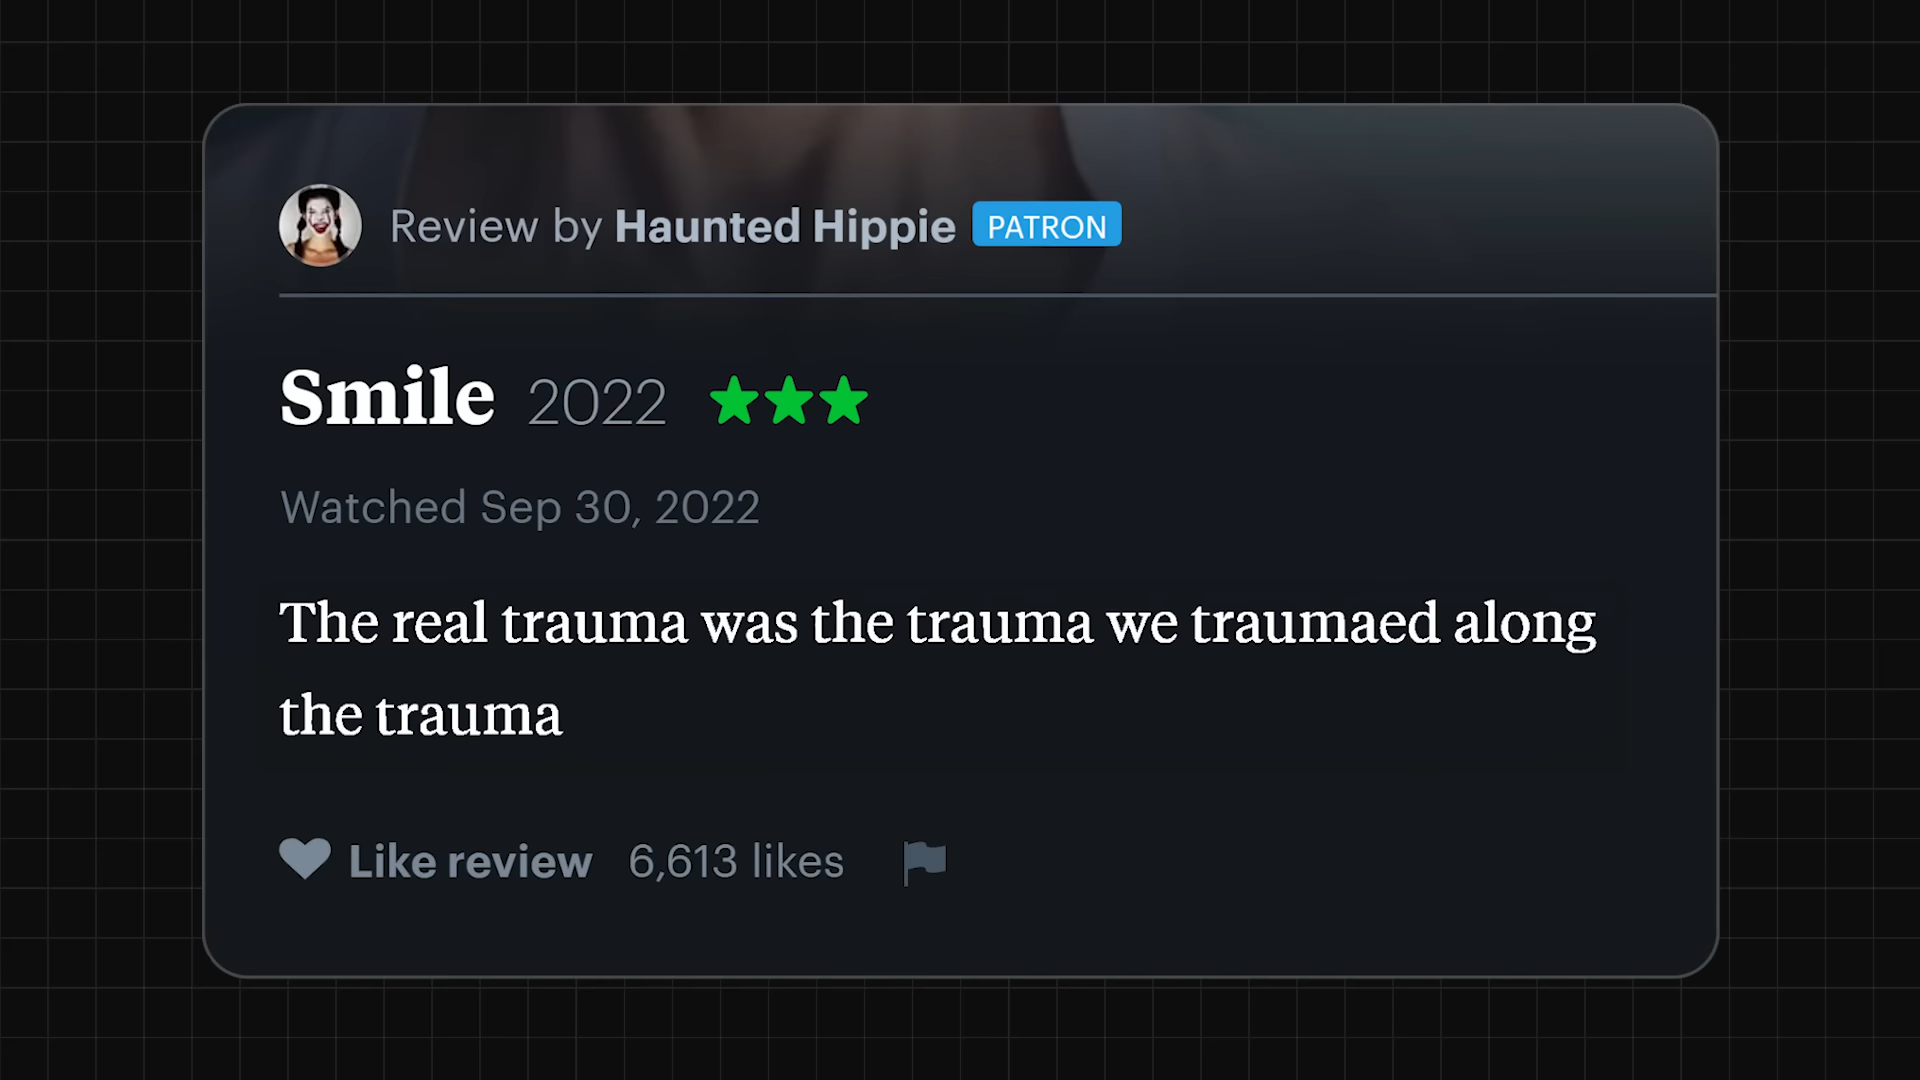 Review by Haunted Hippie PATRON
Smile 2022
Watched Sep 30, 2022
The real trauma was the trauma we traumaed along
the trauma
Like review 6,613 likes